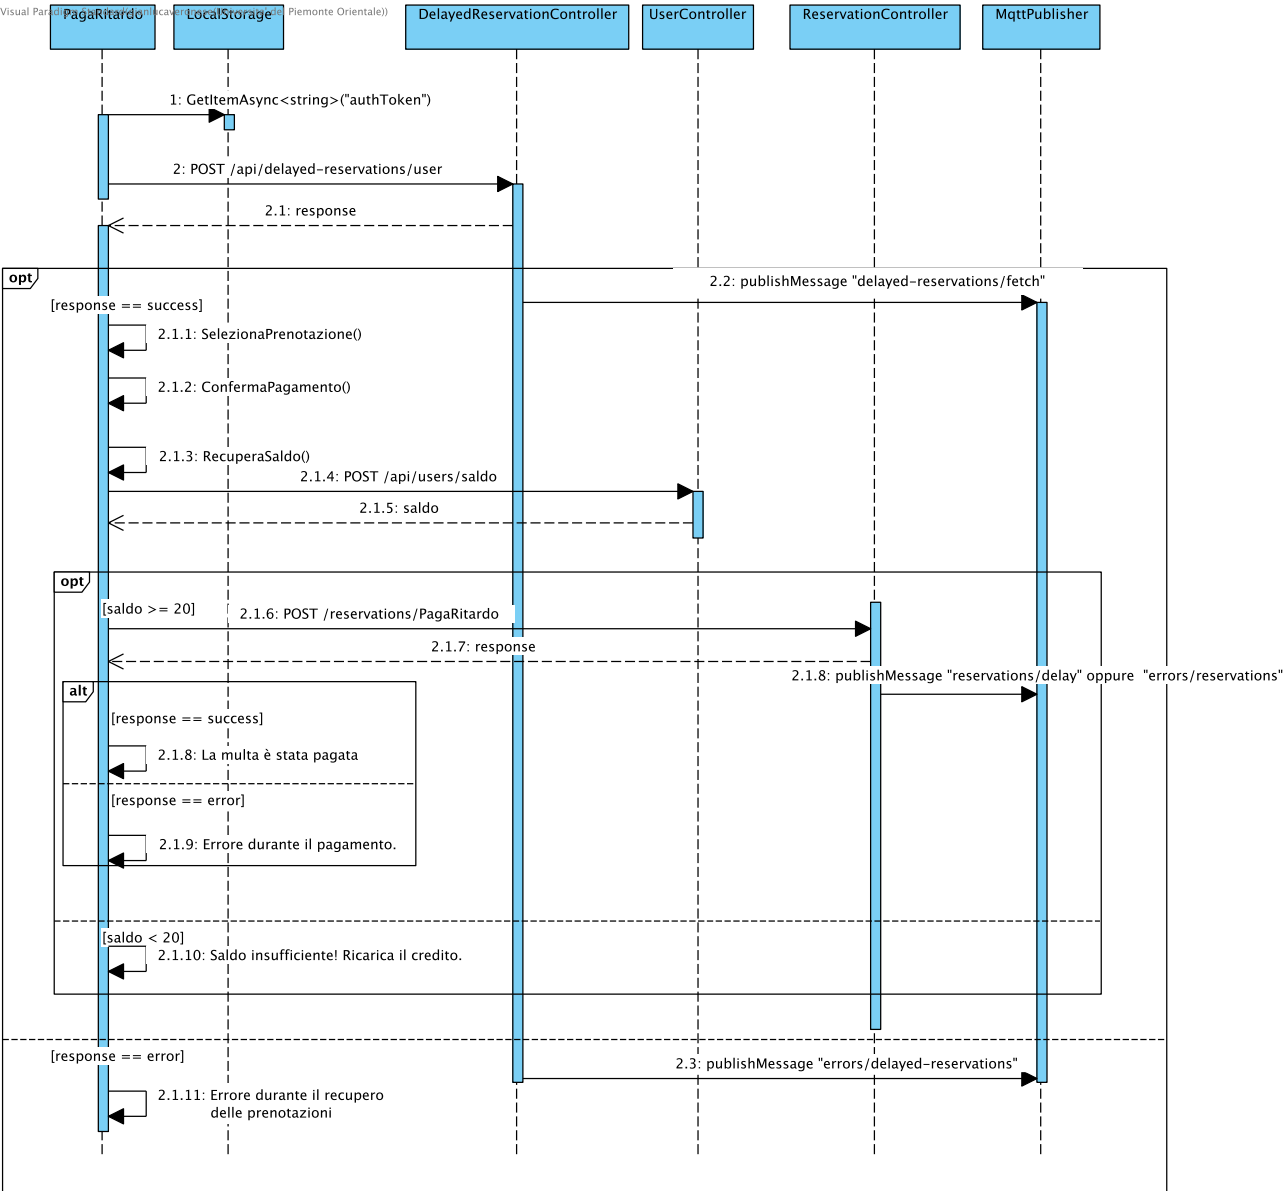 Visual Paradigm
del Piemonte Orientale))
PagaRitardo
LocalStorage
DelayedReservationController
UserController
ReservationController
MqttPublisher
1: GetItemAsync<string>("authToken")
2: POST /api/delayed-reservations/user
2.1: response
opt
2.2: publishMessage "delayed-reservations/fetch"
[response == success]
2.1.1: SelezionaPrenotazione()
2.1.2: ConfermaPagamento()
2.1.3: RecuperaSaldo()
2.1.4: POST /api/users/saldo
2.1.5: saldo
opt
[saldo >= 20]
2.1.6: POST /reservations/PagaRitardo
2.1.7: response
2.1.8: publishMessage "reservations/delay" oppure  "errors/reservations"
alt
[response == success]
2.1.8: La multa è stata pagata
[response == error]
2.1.9: Errore durante il pagamento.
[saldo < 20]
2.1.10: Saldo insufficiente! Ricarica il credito.
[response == error]
2.3: publishMessage "errors/delayed-reservations"
2.1.11: Errore durante il recupero
delle prenotazioni